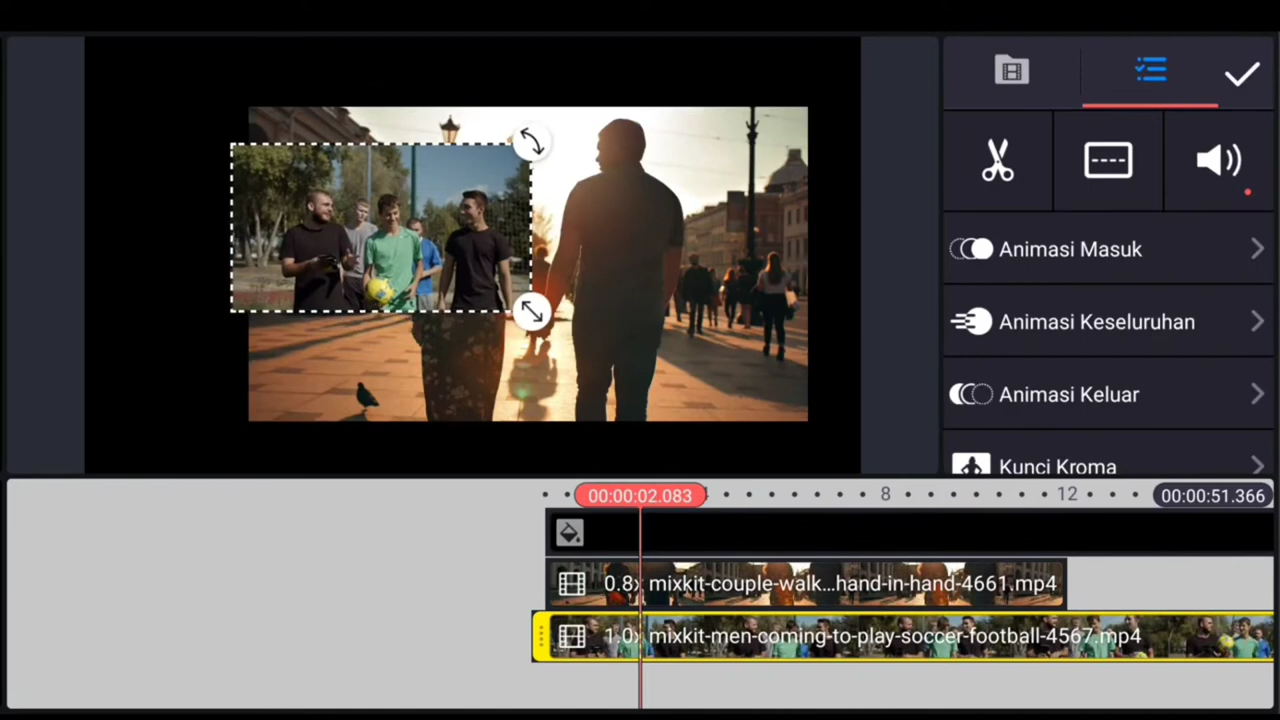 Animasi Masuk
Animasi Keseluruhan
Animasi Keluar
Kunci Kroma
00:00:02.083
8
12
00:00:51.366
0.8x mixkit-couple-walk...hand-in-hand-4661.mp4
1.0x mixkit-men-coming-to-play-soccer-football-4567.mp4